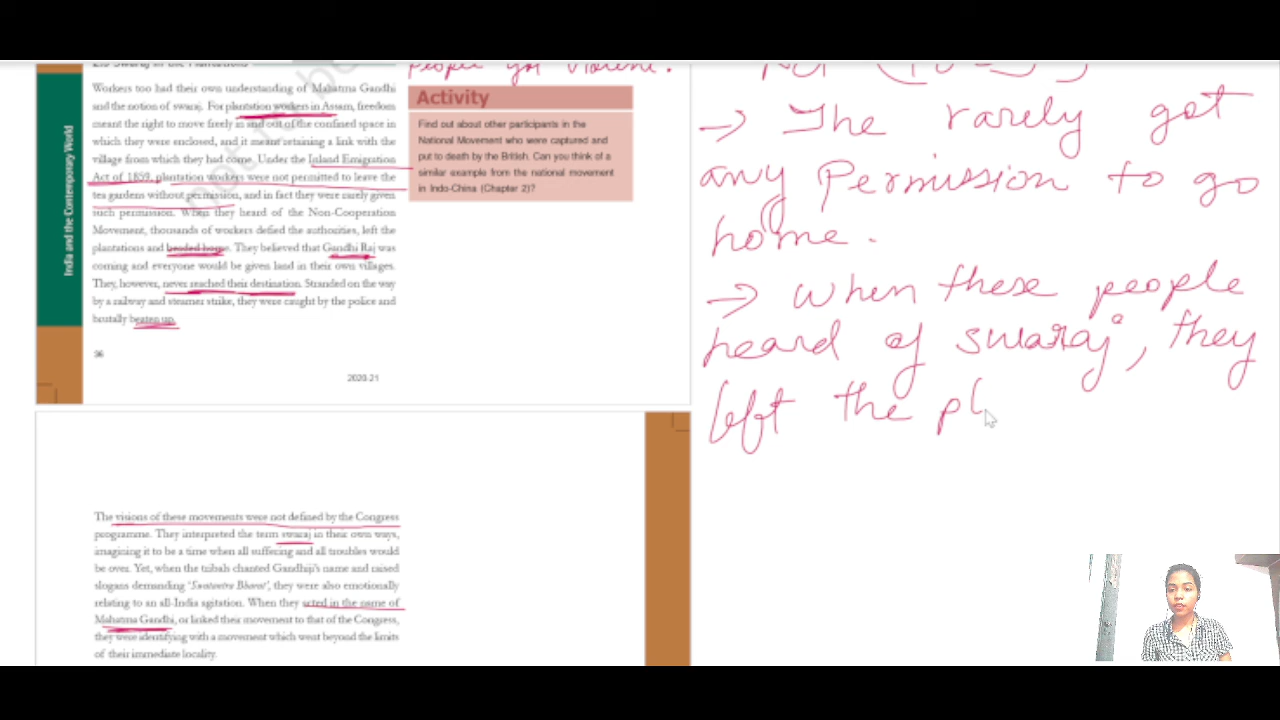 2.3 Swaraj in the Plantations
Workers too had their own understanding of Mahatma Gandhi
and the notion of swaraj. For plantation workers in Assam, freedom
meant the right to move freely in and out of the confined space in
which they were enclosed, and it meant retaining a link with the
village from which they had come. Under the Inland Emigration
Act of 1859, plantation workers were not permitted to leave the
tea gardens without permission, and in fact they were rarely given
such permission. When they heard of the Non-Cooperation
Movement, thousands of workers defied the authorities, left the
plantations and headed home. They believed that Gandhi Raj was
coming and everyone would be given land in their own villages.
They, however, never reached their destination. Stranded on the way
by a railway and steamer strike, they were caught by the police and
brutally beaten up.
36
2020-21
India and the Contemporary World
people got violent.
Activity
Find out about other participants in the
National Movement who were captured and
put to death by the British. Can you think of a
similar example from the national movement
in Indo-China (Chapter 2)?
The visions of these movements were not defined by the Congress
programme. They interpreted the term swaraj in their own ways,
imagining it to be a time when all suffering and all troubles would
be over. Yet, when the tribals chanted Gandhiji's name and raised
slogans demanding 'Swatantra Bharat', they were also emotionally
relating to an all-India agitation. When they acted in the name of
Mahatma Gandhi, or linked their movement to that of the Congress,
they were identifying with a movement which went beyond the limits
of their immediate locality.
→ The rarely got
any Permission to go
home.
→ when these people
heard of swaraj, they
left the pl